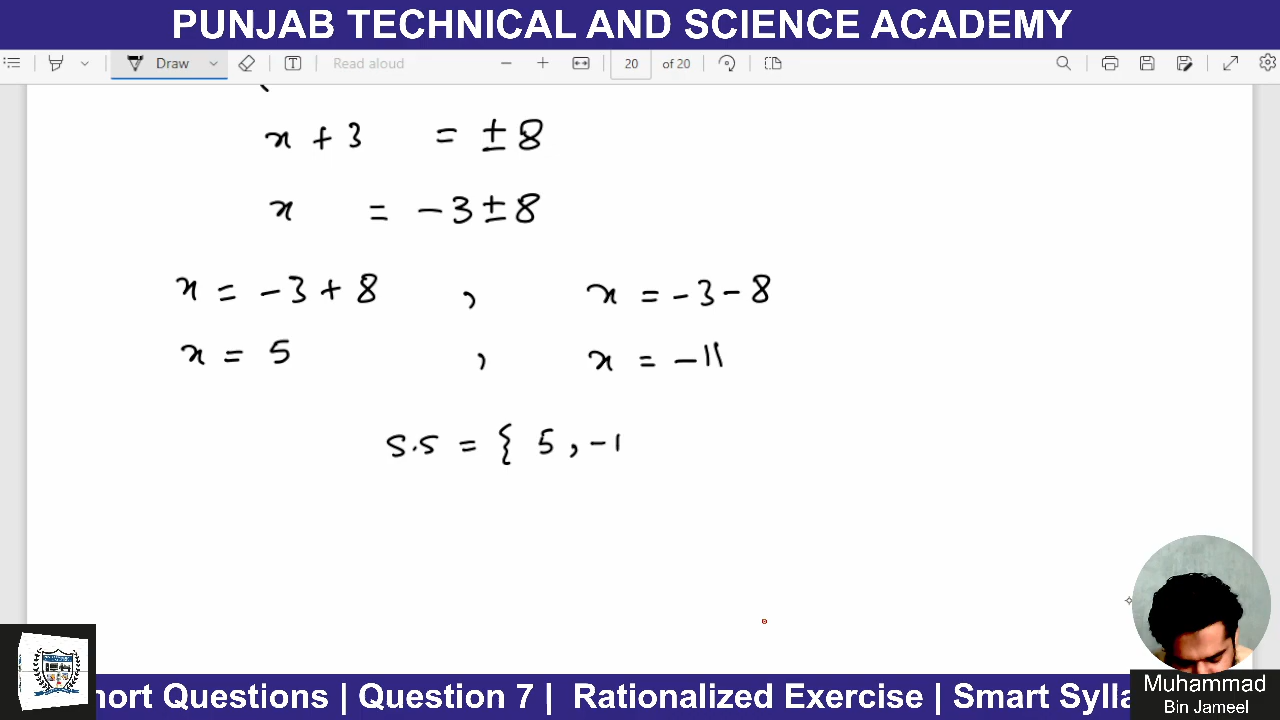 PUNJAB TECHNICAL AND SCIENCE ACADEMY
Draw
Read aloud
20 of 20
x + 3 = ±8
x = -3 ± 8
x = -3 + 8 , x = -3 - 8
x = 5 , x = -11
S.S = { 5 , -1
hort Questions | Question 7 | Rationalized Exercise | Smart Sylla
Muhammad
Bin Jameel